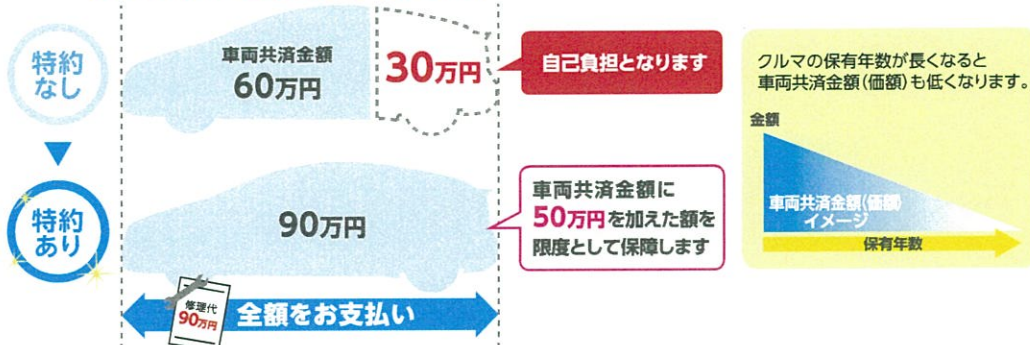 特約
なし
車両共済金額
60万円
30万円
自己負担となります
特約
あり
90万円
車両共済金額に
50万円を加えた額を
限度として保障します
修理代
90万円
全額をお支払い
クルマの保有年数が長くなると
車両共済金額(価額)も低くなります。
金額
車両共済金額(価額)
イメージ
保有年数